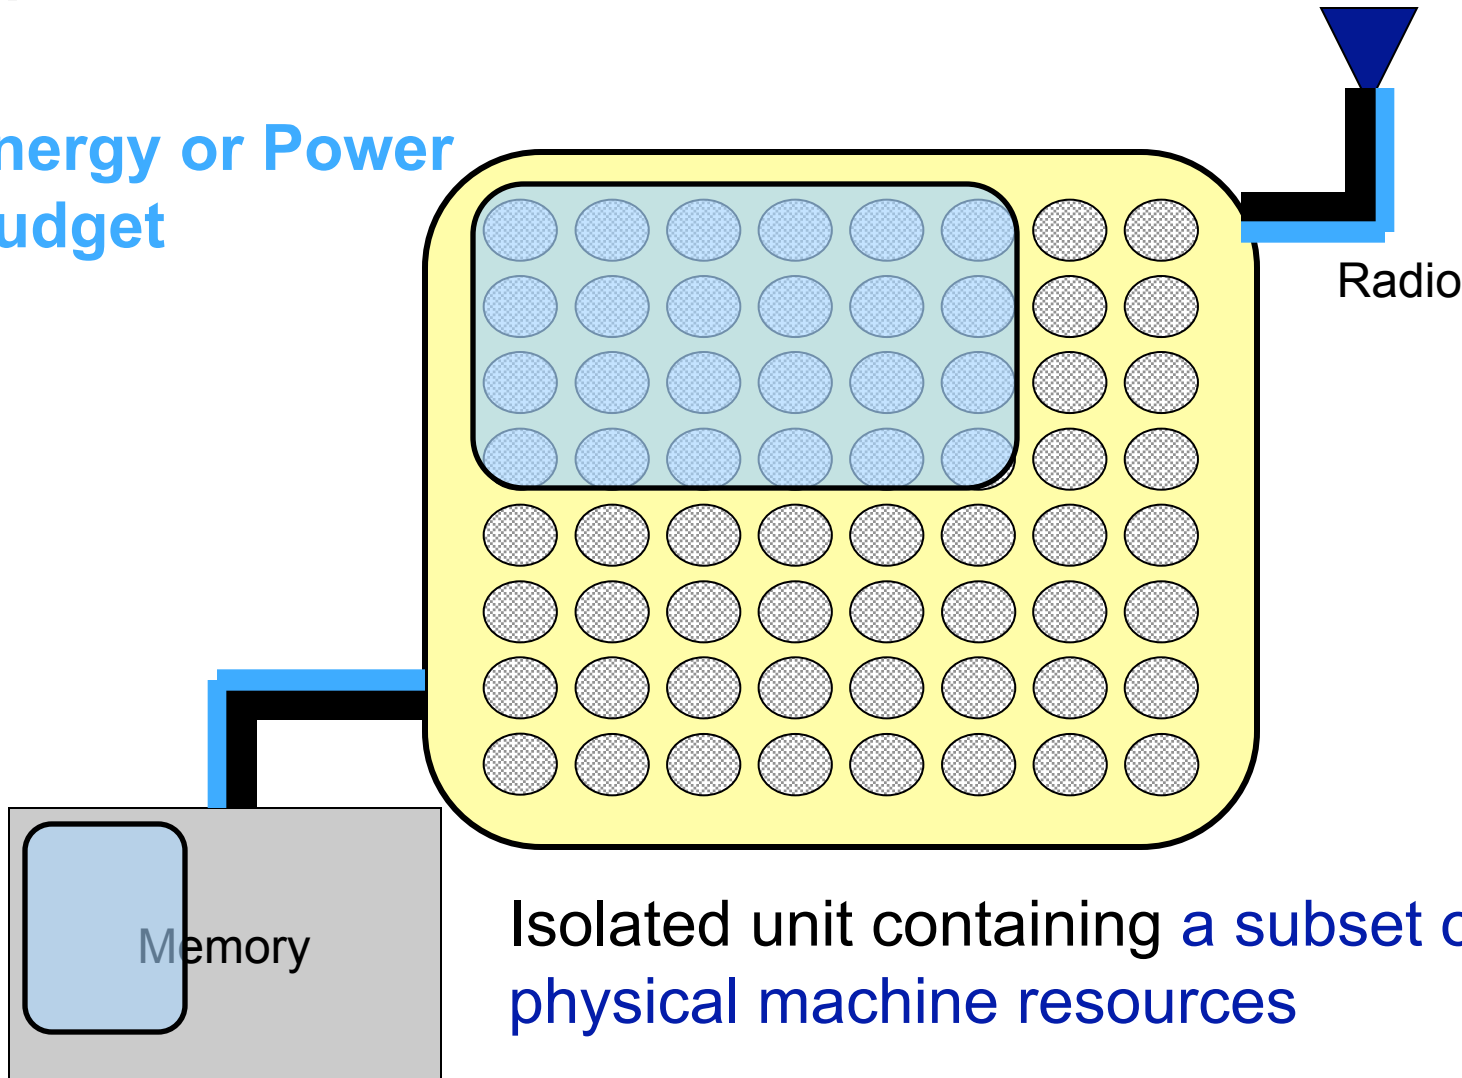 nergy or Power
udget
Radio
Memory
Isolated unit containing a subset o
physical machine resources